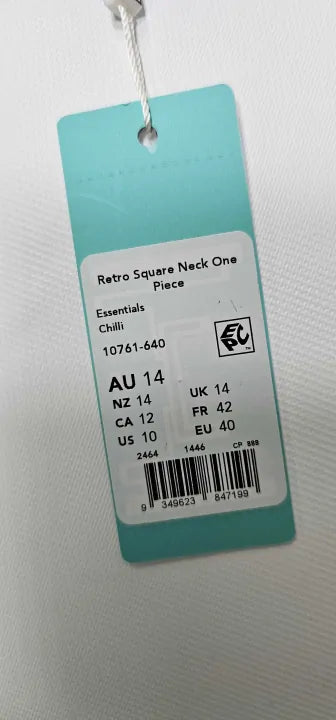 Retro Square Neck One
Piece
Essentials
Chilli
10761-640
EPC
AU 14
NZ 14
CA 12
US 10
UK 14
FR 42
EU 40
2464 1446 CP 888
9 349623 847199